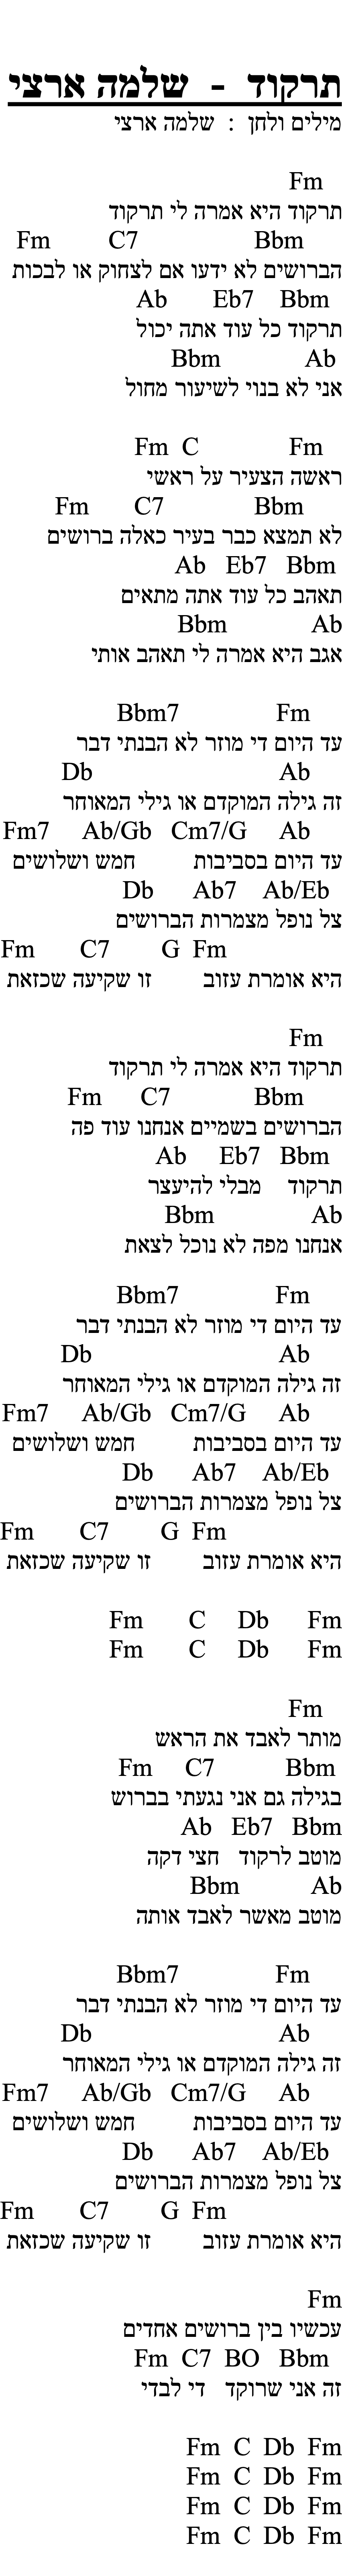 תרקוד - שלמה ארצי
מילים ולחן : שלמה ארצי
Fm
תרקוד היא אמרה לי תרקוד
Fm C7 Bbm
הברושים לא ידעו אם לצחוק או לבכות
Ab Eb7 Bbm
תרקוד כל עוד אתה יכול
Bbm Ab
אני לא בנוי לשיעור מחול
Fm C Fm
ראשה הצעיר על ראשי
Fm C7 Bbm
לא תמצא כבר בעיר כאלה ברושים
Ab Eb7 Bbm
תאהב כל עוד אתה מתאים
Bbm Ab
אגב היא אמרה לי תאהב אותי
Bbm7 Fm
עד היום די מוזר לא הבנתי דבר
Db Ab
זה גילה המוקדם או גילי המאוחר
Fm7 Ab/Gb Cm7/G Ab
עד היום בסביבות חמש ושלושים
Db Ab7 Ab/Eb
צל נופל מצמרות הברושים
Fm C7 G Fm
היא אומרת עזוב זו שקיעה שכזאת
Fm
תרקוד היא אמרה לי תרקוד
Fm C7 Bbm
הברושים בשמיים אנחנו עוד פה
Ab Eb7 Bbm
תרקוד מבלי להיעצר
Bbm Ab
אנחנו מפה לא נוכל לצאת
Bbm7 Fm
עד היום די מוזר לא הבנתי דבר
Db Ab
זה גילה המוקדם או גילי המאוחר
Fm7 Ab/Gb Cm7/G Ab
עד היום בסביבות חמש ושלושים
Db Ab7 Ab/Eb
צל נופל מצמרות הברושים
Fm C7 G Fm
היא אומרת עזוב זו שקיעה שכזאת
Fm C Db Fm
Fm C Db Fm
Fm
מותר לאבד את הראש
Fm C7 Bbm
בגילה גם אני נגעתי בברוש
Ab Eb7 Bbm
מוטב לרקוד חצי דקה
Bbm Ab
מוטב מאשר לאבד אותה
Bbm7 Fm
עד היום די מוזר לא הבנתי דבר
Db Ab
זה גילה המוקדם או גילי המאוחר
Fm7 Ab/Gb Cm7/G Ab
עד היום בסביבות חמש ושלושים
Db Ab7 Ab/Eb
צל נופל מצמרות הברושים
Fm C7 G Fm
היא אומרת עזוב זו שקיעה שכזאת
Fm
עכשיו בין ברושים אחדים
Fm C7 BO Bbm
זה אני שרוקד די לבדי
Fm C Db Fm
Fm C Db Fm
Fm C Db Fm
Fm C Db Fm